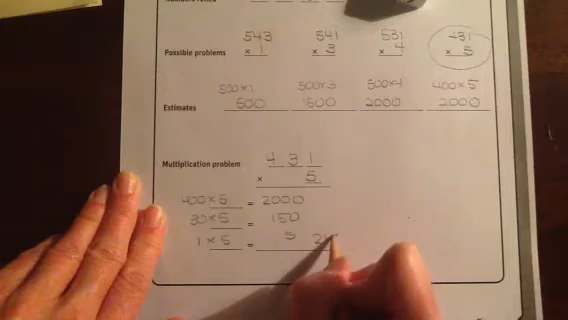 Numbers rolled
543 541 531 431
Possible problems × 1 × 3 × 4 × 5
500×1 500×3 500×4 400×5
Estimates 500 1500 2000 2000
Multiplication problem 4 3 1
× 5
400 × 5 = 2000
30 × 5 = 150
1 × 5 = 5